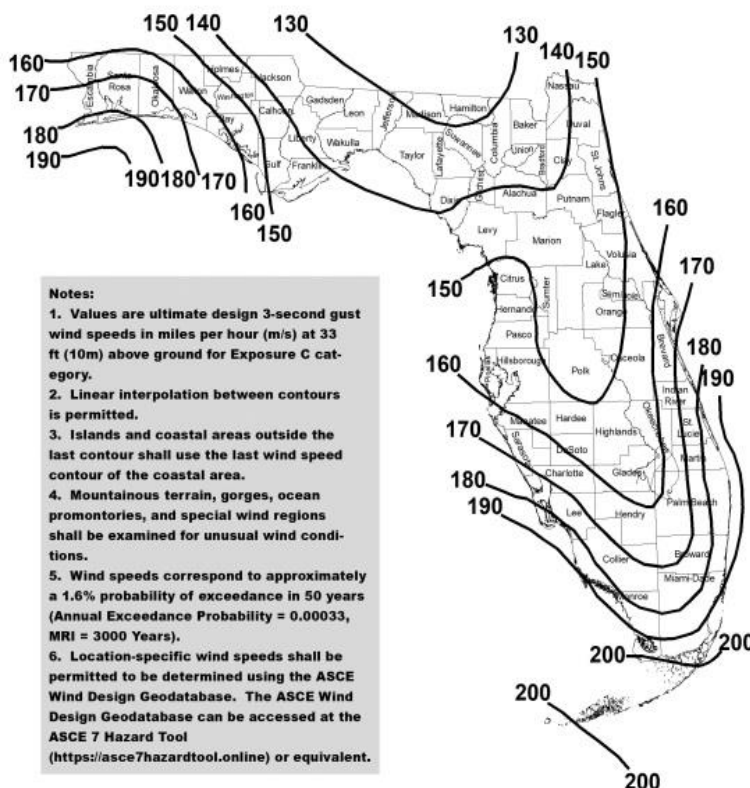 130
150 140
160
130
140 150
170
180
190
190 180 170
160
150
160
170
180
190
150
160
170
180
190
200 200
200
200
Escambia
Santa
Rosa
Okaloosa
Walton
Holmes
Washington
Jackson
Bay
Calhoun
Gulf
Liberty
Franklin
Gadsden
Leon
Wakulla
Jefferson
Madison
Taylor
Hamilton
Suwannee
Lafayette
Columbia
Baker
Union
Bradford
Nassau
Duval
Clay
St. Johns
Gilchrist
Alachua
Putnam
Flagler
Levy
Marion
Volusia
Lake
Citrus
Sumter
Seminole
Orange
Hernando
Pasco
Hillsborough
Pinellas
Polk
Osceola
Brevard
Indian
River
Manatee
Hardee
Highlands
Okeechobee
St.
Lucie
Martin
Sarasota
DeSoto
Charlotte
Glades
Palm Beach
Lee
Hendry
Collier
Broward
Miami-Dade
Monroe
Notes:
1. Values are ultimate design 3-second gust
wind speeds in miles per hour (m/s) at 33
ft (10m) above ground for Exposure C cat-
egory.
2. Linear interpolation between contours
is permitted.
3. Islands and coastal areas outside the
last contour shall use the last wind speed
contour of the coastal area.
4. Mountainous terrain, gorges, ocean
promontories, and special wind regions
shall be examined for unusual wind condi-
tions.
5. Wind speeds correspond to approximately
a 1.6% probability of exceedance in 50 years
(Annual Exceedance Probability = 0.00033,
MRI = 3000 Years).
6. Location-specific wind speeds shall be
permitted to be determined using the ASCE
Wind Design Geodatabase. The ASCE Wind
Design Geodatabase can be accessed at the
ASCE 7 Hazard Tool
(https://asce7hazardtool.online) or equivalent.